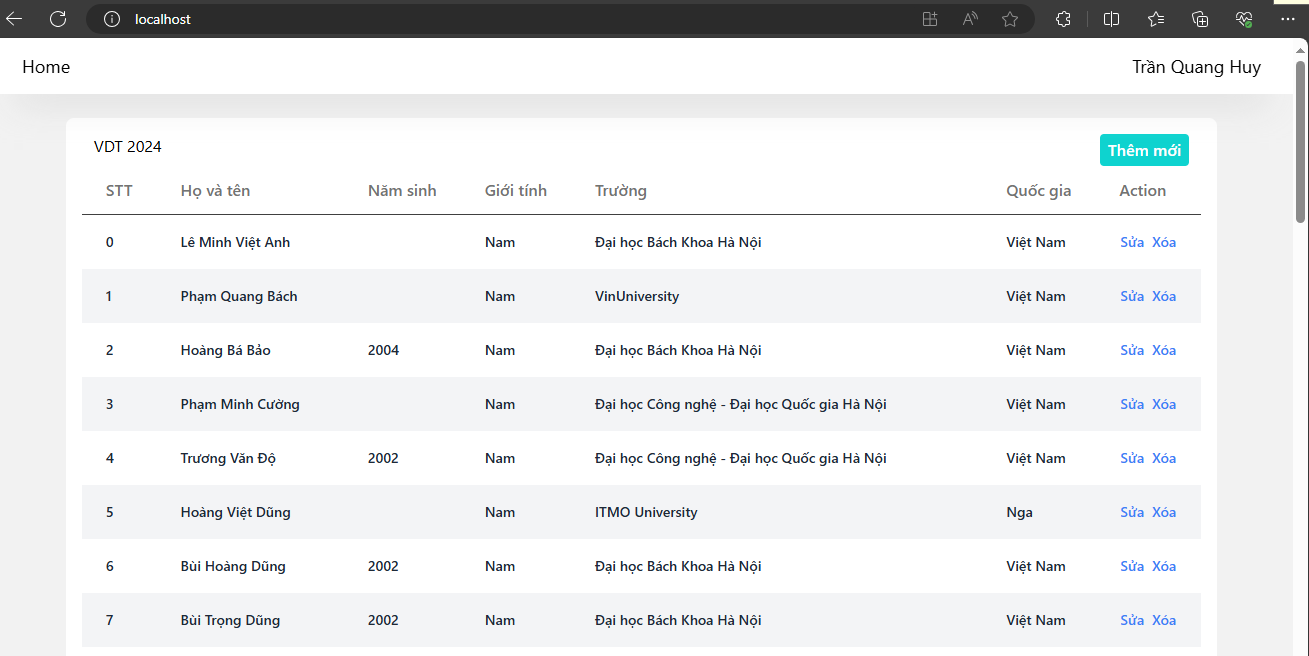 localhost
Home Trần Quang Huy
VDT 2024 Thêm mới
STT Họ và tên Năm sinh Giới tính Trường Quốc gia Action
0 Lê Minh Việt Anh Nam Đại học Bách Khoa Hà Nội Việt Nam Sửa Xóa
1 Phạm Quang Bách Nam VinUniversity Việt Nam Sửa Xóa
2 Hoàng Bá Bảo 2004 Nam Đại học Bách Khoa Hà Nội Việt Nam Sửa Xóa
3 Phạm Minh Cường Nam Đại học Công nghệ - Đại học Quốc gia Hà Nội Việt Nam Sửa Xóa
4 Trương Văn Độ 2002 Nam Đại học Công nghệ - Đại học Quốc gia Hà Nội Việt Nam Sửa Xóa
5 Hoàng Việt Dũng Nam ITMO University Nga Sửa Xóa
6 Bùi Hoàng Dũng 2002 Nam Đại học Bách Khoa Hà Nội Việt Nam Sửa Xóa
7 Bùi Trọng Dũng 2002 Nam Đại học Bách Khoa Hà Nội Việt Nam Sửa Xóa